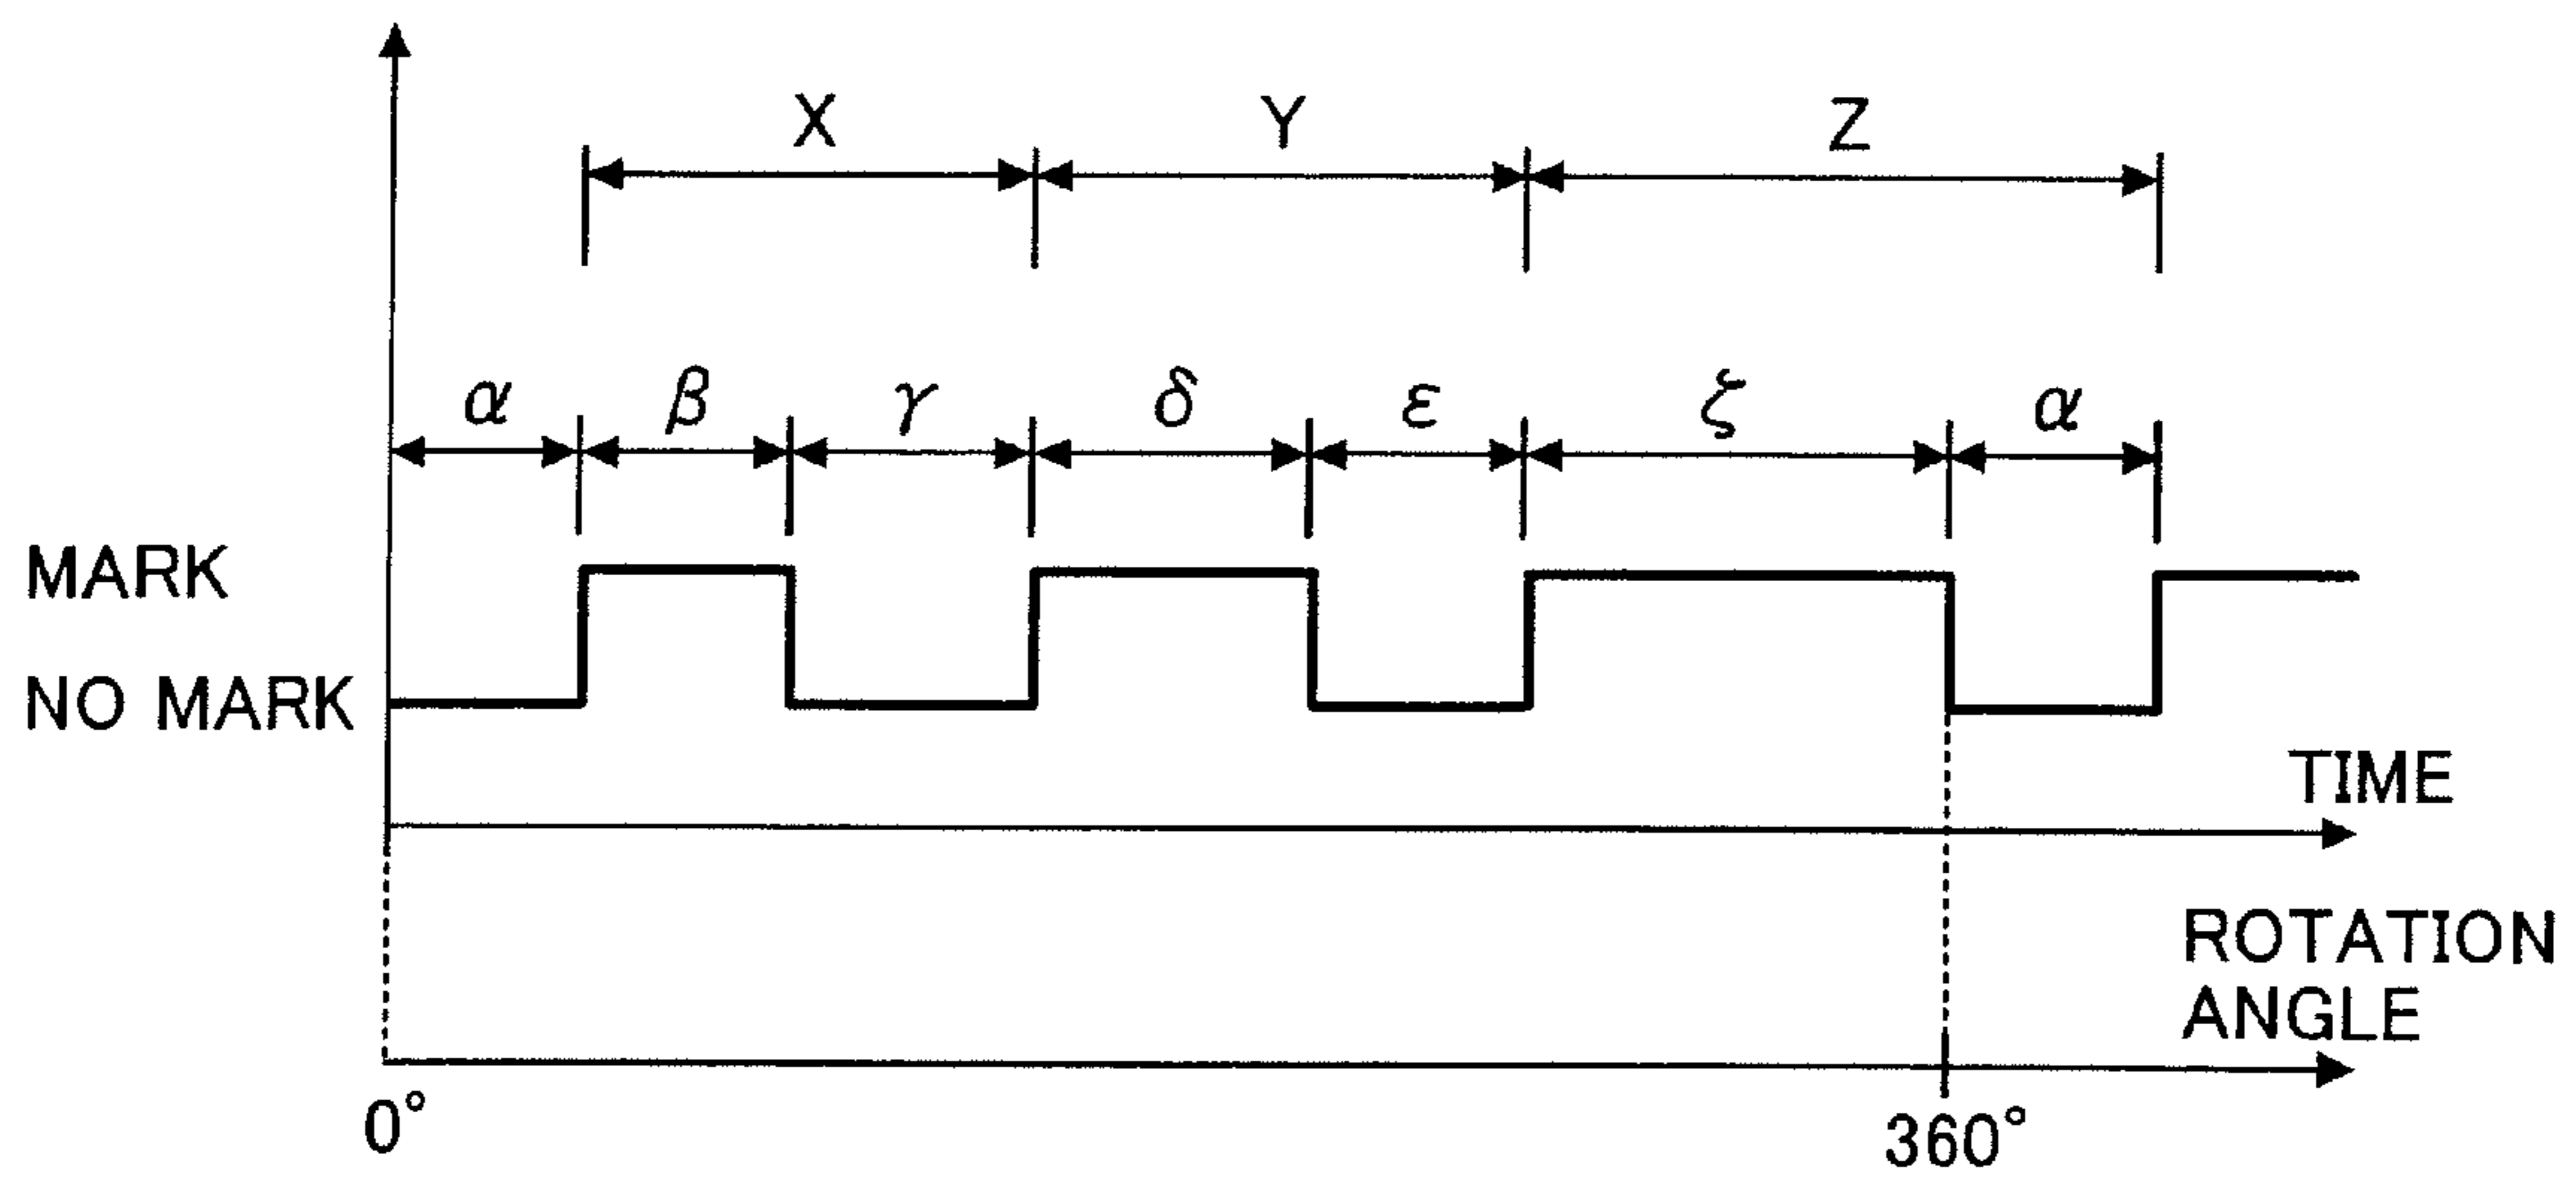 X Y Z
α β γ δ ε ζ α
MARK
NO MARK
TIME
ROTATION
ANGLE
0° 360°